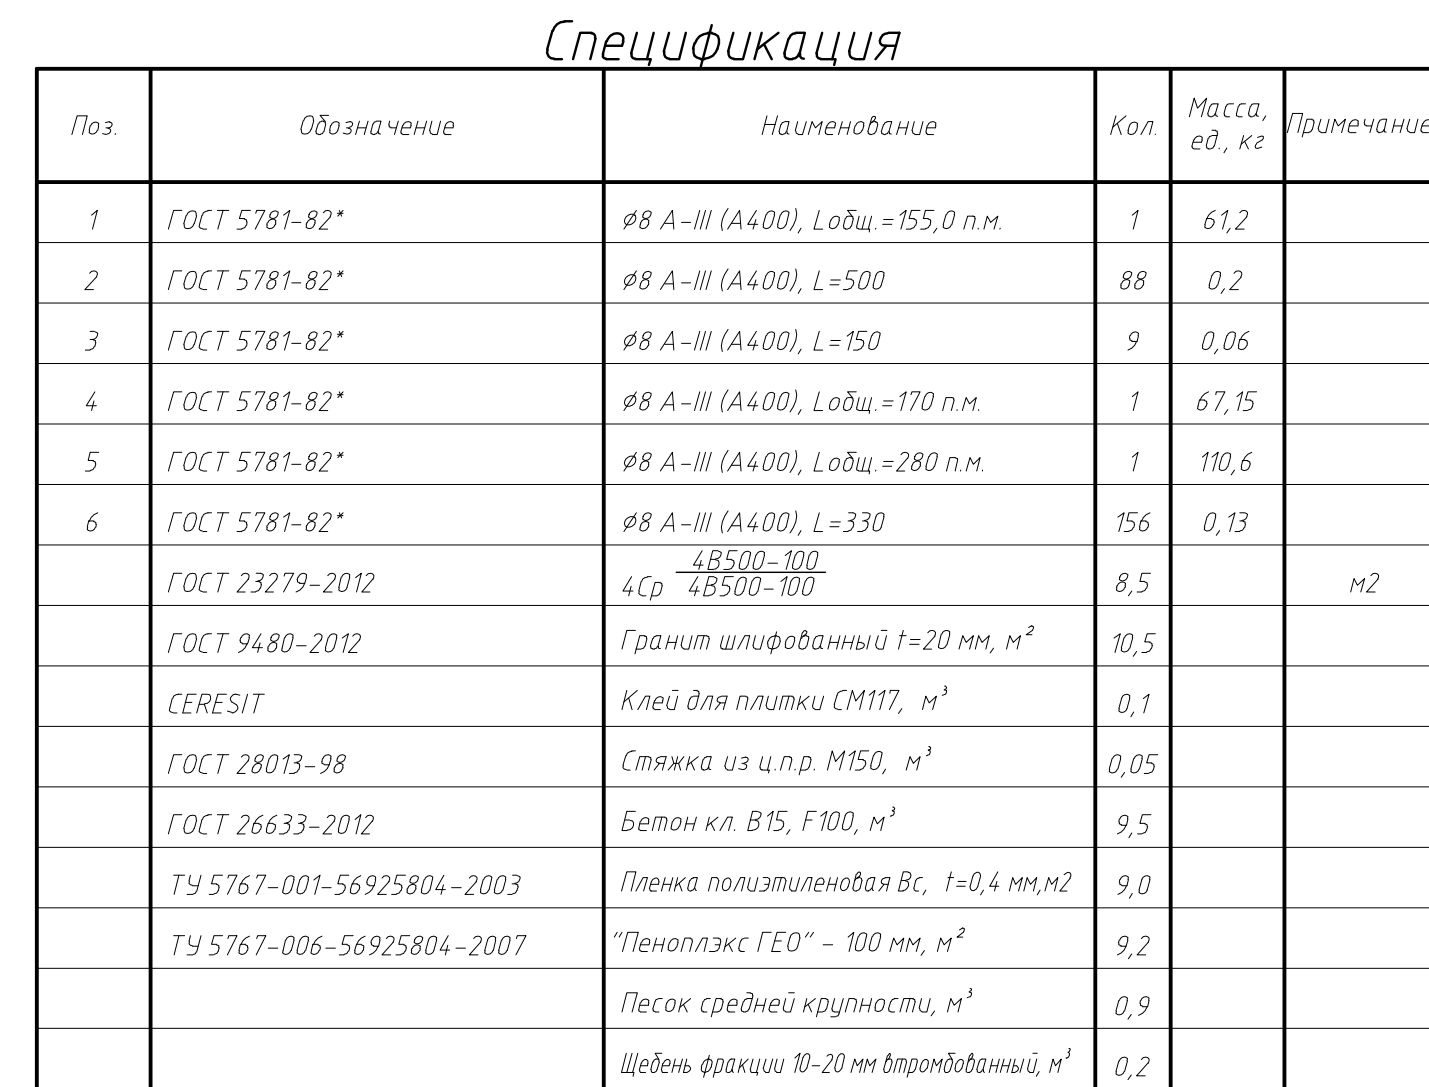 Спецификация
Поз. Обозначение Наименование Кол. Масса, ед., кг Примечание
1 ГОСТ 5781-82* ⌀8 А-III (А400), Lобщ.=155,0 п.м. 1 61,2
2 ГОСТ 5781-82* ⌀8 А-III (А400), L=500 88 0,2
3 ГОСТ 5781-82* ⌀8 А-III (А400), L=150 9 0,06
4 ГОСТ 5781-82* ⌀8 А-III (А400), Lобщ.=170 п.м. 1 67,15
5 ГОСТ 5781-82* ⌀8 А-III (А400), Lобщ.=280 п.м. 1 110,6
6 ГОСТ 5781-82* ⌀8 А-III (А400), L=330 156 0,13
ГОСТ 23279-2012 4Ср 4В500-100 / 4В500-100 8,5 м2
ГОСТ 9480-2012 Гранит шлифованный t=20 мм, м² 10,5
CERESIT Клей для плитки СМ117, м³ 0,1
ГОСТ 28013-98 Стяжка из ц.п.р. М150, м³ 0,05
ГОСТ 26633-2012 Бетон кл. В15, F100, м³ 9,5
ТУ 5767-001-56925804-2003 Пленка полиэтиленовая Вс, t=0,4 мм,м2 9,0
ТУ 5767-006-56925804-2007 "Пеноплэкс ГЕО" - 100 мм, м² 9,2
Песок средней крупности, м³ 0,9
Щебень фракции 10-20 мм втромбованный, м³ 0,2